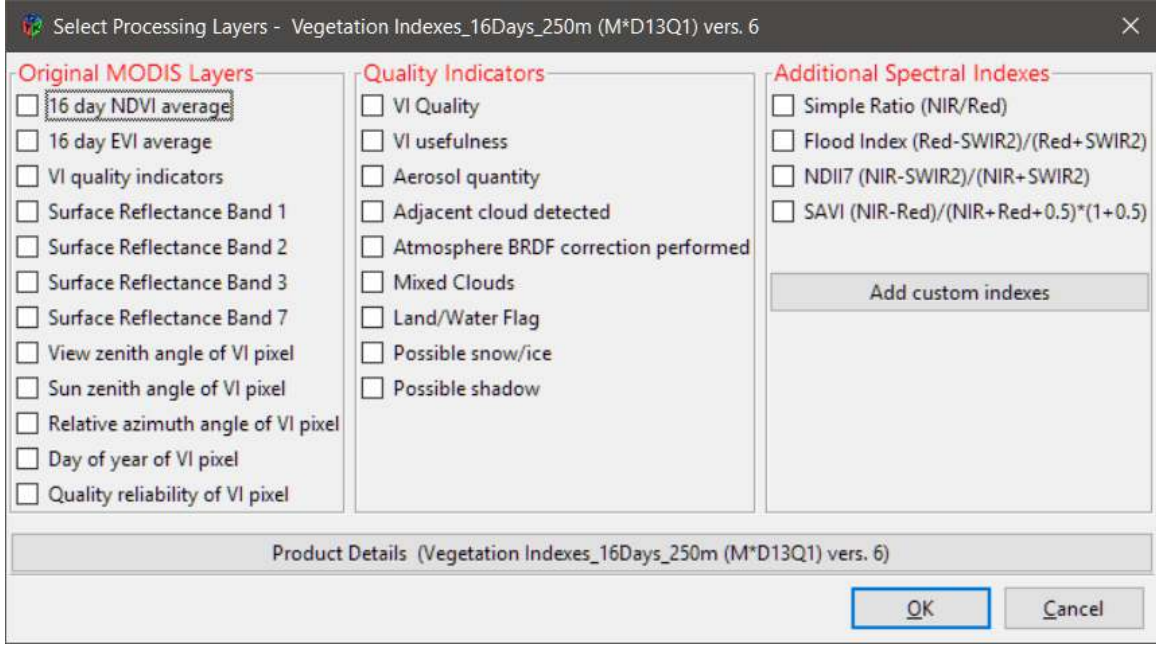 Select Processing Layers - Vegetation Indexes_16Days_250m (M*D13Q1) vers. 6
Original MODIS Layers
16 day NDVI average
16 day EVI average
VI quality indicators
Surface Reflectance Band 1
Surface Reflectance Band 2
Surface Reflectance Band 3
Surface Reflectance Band 7
View zenith angle of VI pixel
Sun zenith angle of VI pixel
Relative azimuth angle of VI pixel
Day of year of VI pixel
Quality reliability of VI pixel
Quality Indicators
VI Quality
VI usefulness
Aerosol quantity
Adjacent cloud detected
Atmosphere BRDF correction performed
Mixed Clouds
Land/Water Flag
Possible snow/ice
Possible shadow
Additional Spectral Indexes
Simple Ratio (NIR/Red)
Flood Index (Red-SWIR2)/(Red+SWIR2)
NDII7 (NIR-SWIR2)/(NIR+SWIR2)
SAVI (NIR-Red)/(NIR+Red+0.5)*(1+0.5)
Add custom indexes
Product Details (Vegetation Indexes_16Days_250m (M*D13Q1) vers. 6)
OK
Cancel